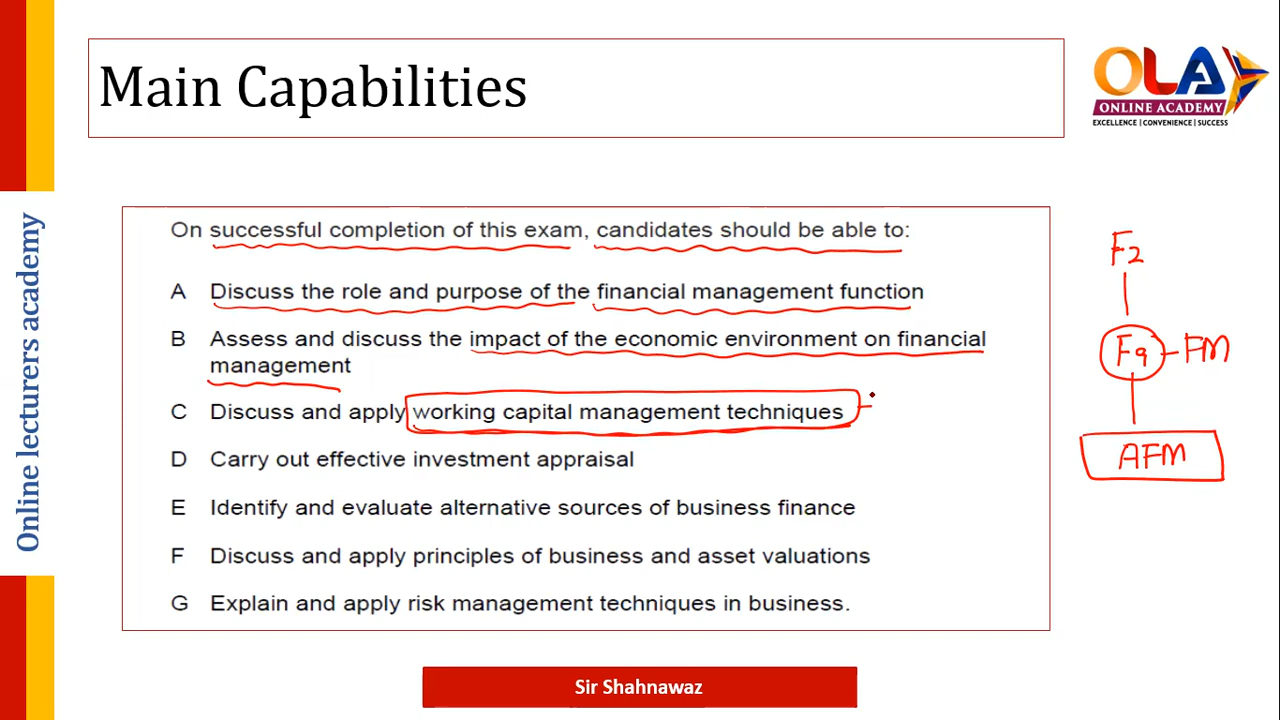 Main Capabilities
OLA
ONLINE ACADEMY
EXCELLENCE | CONVENIENCE | SUCCESS
Online lecturers academy
On successful completion of this exam, candidates should be able to:
A Discuss the role and purpose of the financial management function
B Assess and discuss the impact of the economic environment on financial
management
C Discuss and apply working capital management techniques
D Carry out effective investment appraisal
E Identify and evaluate alternative sources of business finance
F Discuss and apply principles of business and asset valuations
G Explain and apply risk management techniques in business.
F2
F9 - FM
AFM
Sir Shahnawaz